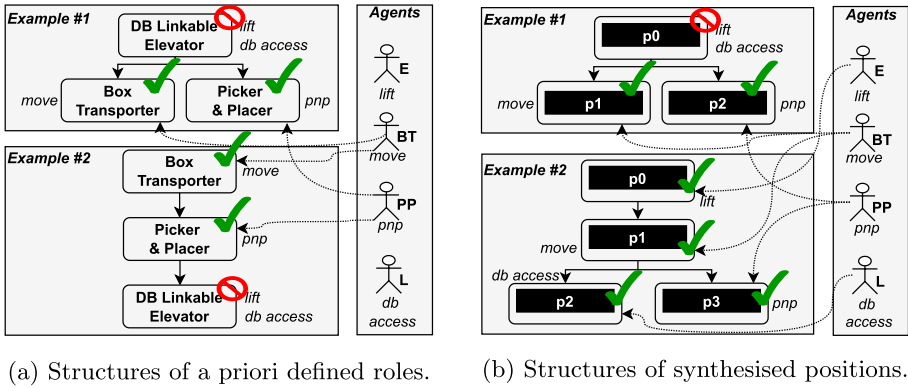 Example #1
DB Linkable
Elevator
lift
db access
Box
Transporter
move
Picker
& Placer
pnp
Example #2
Box
Transporter
move
Picker
& Placer
pnp
DB Linkable
Elevator
lift
db access
Agents
E
lift
BT
move
PP
pnp
L
db
access
(a) Structures of a priori defined roles.
Example #1
p0
lift
db access
move
p1
p2
pnp
Example #2
p0
lift
move
p1
db access
p2
p3
pnp
Agents
E
lift
BT
move
PP
pnp
L
db
access
(b) Structures of synthesised positions.